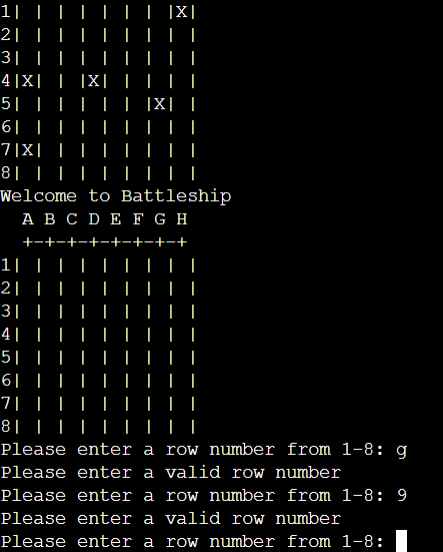 1| | | | | | | |X|
2| | | | | | | | |
3| | | | | | | | |
4|X| | |X| | | | |
5| | | | | | |X| |
6| | | | | | | | |
7|X| | | | | | | |
8| | | | | | | | |
Welcome to Battleship
  A B C D E F G H
  +-+-+-+-+-+-+-+
1| | | | | | | | |
2| | | | | | | | |
3| | | | | | | | |
4| | | | | | | | |
5| | | | | | | | |
6| | | | | | | | |
7| | | | | | | | |
8| | | | | | | | |
Please enter a row number from 1-8: g
Please enter a valid row number
Please enter a row number from 1-8: 9
Please enter a valid row number
Please enter a row number from 1-8: